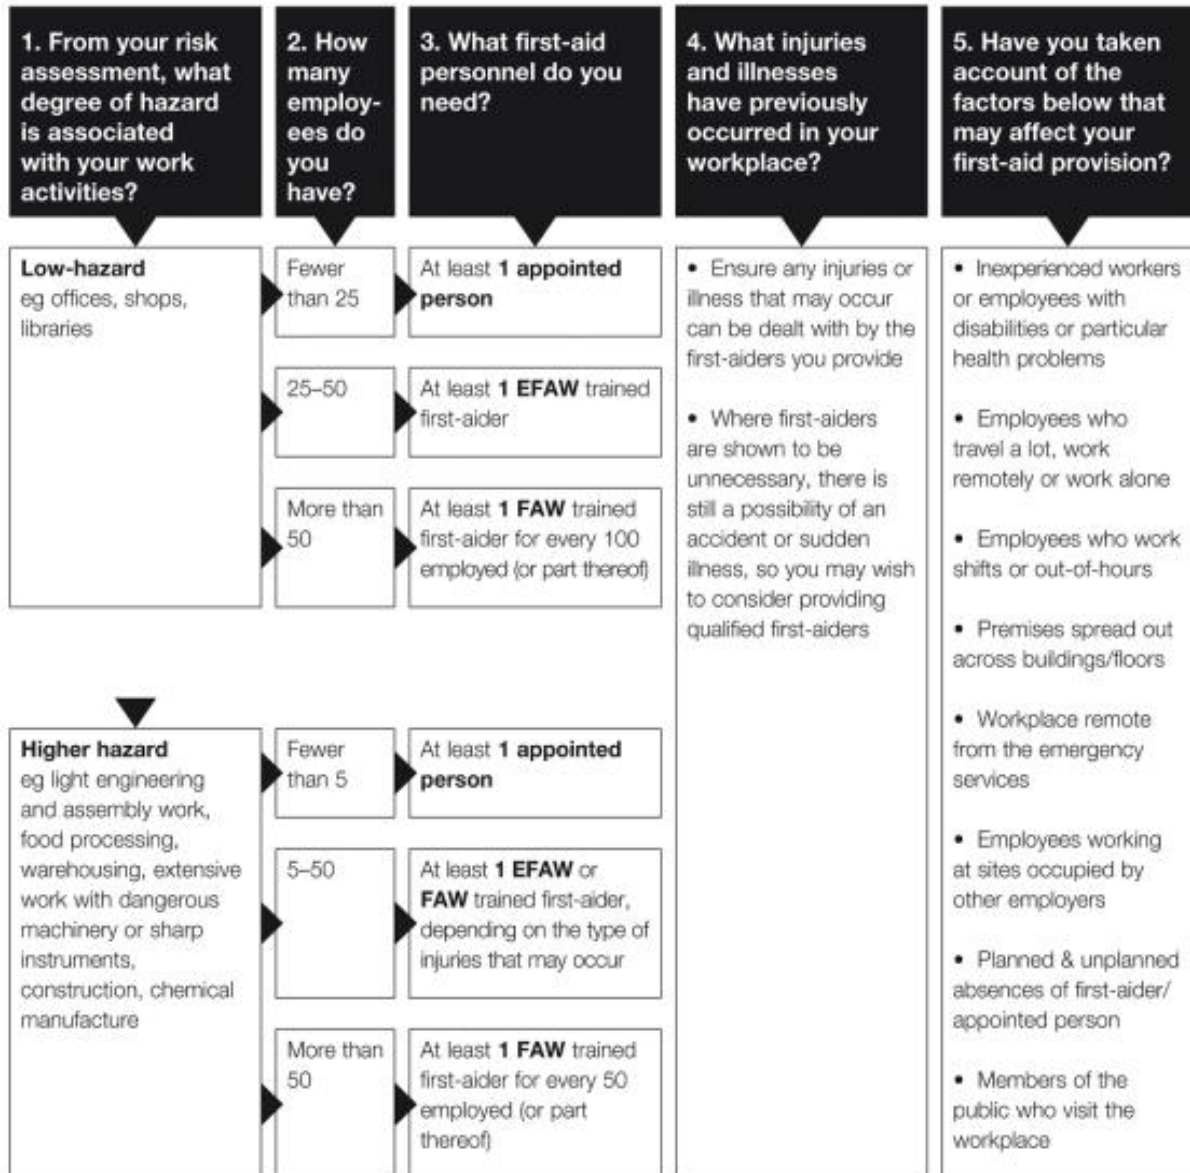 1. From your risk
assessment, what
degree of hazard
is associated
with your work
activities?
2. How
many
employ-
ees do
you
have?
3. What first-aid
personnel do you
need?
4. What injuries
and illnesses
have previously
occurred in your
workplace?
5. Have you taken
account of the
factors below that
may affect your
first-aid provision?
Low-hazard
eg offices, shops,
libraries
Fewer
than 25
At least 1 appointed
person
25–50
At least 1 EFAW trained
first-aider
More than
50
At least 1 FAW trained
first-aider for every 100
employed (or part thereof)
Higher hazard
eg light engineering
and assembly work,
food processing,
warehousing, extensive
work with dangerous
machinery or sharp
instruments,
construction, chemical
manufacture
Fewer
than 5
At least 1 appointed
person
5–50
At least 1 EFAW or
FAW trained first-aider,
depending on the type of
injuries that may occur
More than
50
At least 1 FAW trained
first-aider for every 50
employed (or part
thereof)
• Ensure any injuries or
illness that may occur
can be dealt with by the
first-aiders you provide
• Where first-aiders
are shown to be
unnecessary, there is
still a possibility of an
accident or sudden
illness, so you may wish
to consider providing
qualified first-aiders
• Inexperienced workers
or employees with
disabilities or particular
health problems
• Employees who
travel a lot, work
remotely or work alone
• Employees who work
shifts or out-of-hours
• Premises spread out
across buildings/floors
• Workplace remote
from the emergency
services
• Employees working
at sites occupied by
other employers
• Planned & unplanned
absences of first-aider/
appointed person
• Members of the
public who visit the
workplace